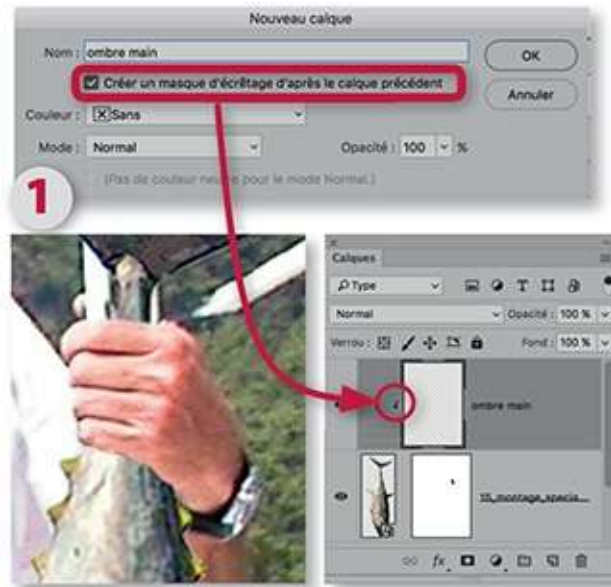 Nouveau calque
Nom : ombre main
OK
Créer un masque d'écrêtage d'après le calque précédent
Annuler
Couleur : Sans
Mode : Normal Opacité : 100 %
(Pas de couleur neutre pour le mode Normal.)
1
Calques
Type T
Normal Opacité : 100 %
Verrou : Fond : 100 %
ombre main
15_montage_specia...
fx